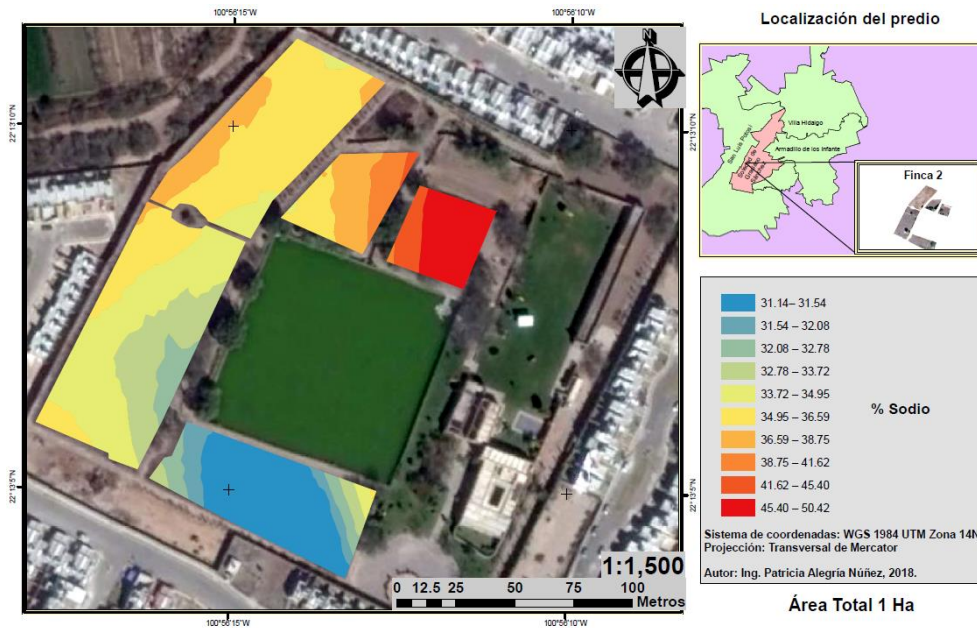 100°56'15"W
100°56'10"W
22°13'10"N
22°13'10"N
22°13'5"N
22°13'5"N
100°56'15"W
100°56'10"W
N
1:1,500
0 12.5 25 50 75 100
Metros
Localización del predio
Villa Hidalgo
San Luis Potosí
Armadillo de los Infante
Soledad de
Graciano
Sánchez
Finca 2
31.14– 31.54
31.54 – 32.08
32.08 – 32.78
32.78 – 33.72
33.72 – 34.95
34.95 – 36.59
36.59 – 38.75
38.75 – 41.62
41.62 – 45.40
45.40 – 50.42
% Sodio
Sistema de coordenadas: WGS 1984 UTM Zona 14N
Projección: Transversal de Mercator
Autor: Ing. Patricia Alegría Núñez, 2018.
Área Total 1 Ha